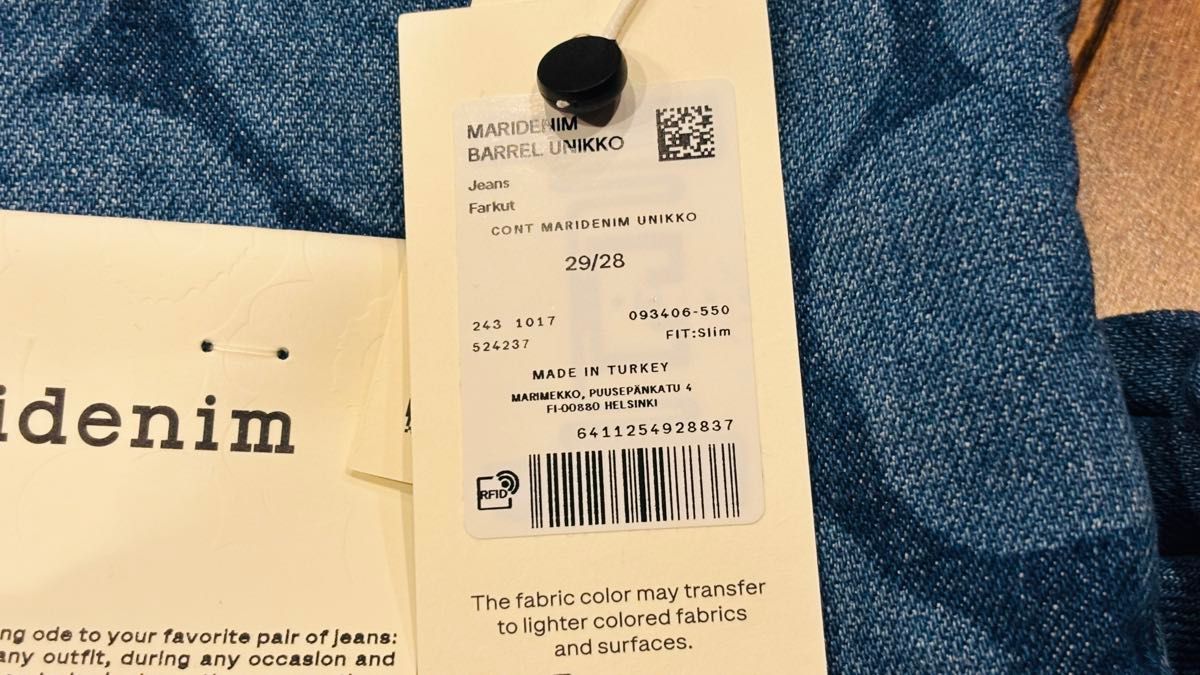 MARIDENIM
BARREL UNIKKO
Jeans
Farkut
CONT MARIDENIM UNIKKO
29/28
243 1017
093406-550
524237
FIT:Slim
MADE IN TURKEY
MARIMEKKO, PUUSEPÄNKATU 4
FI-00880 HELSINKI
6411254928837
RFID
The fabric color may transfer
to lighter colored fabrics
and surfaces.
idenim
ng ode to your favorite pair of jeans:
any outfit, during any occasion and